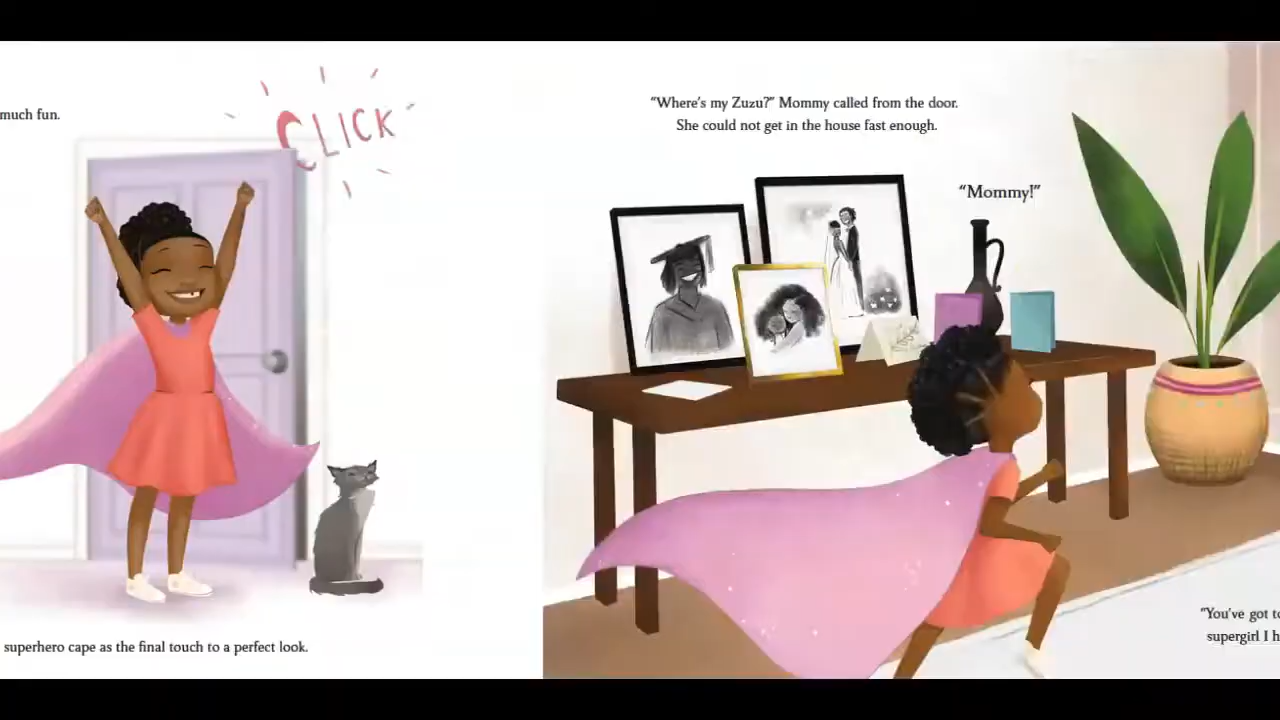 much fun.
CLICK
superhero cape as the final touch to a perfect look.
“Where’s my Zuzu?” Mommy called from the door.
She could not get in the house fast enough.
“Mommy!”
“You’ve got to
supergirl I h